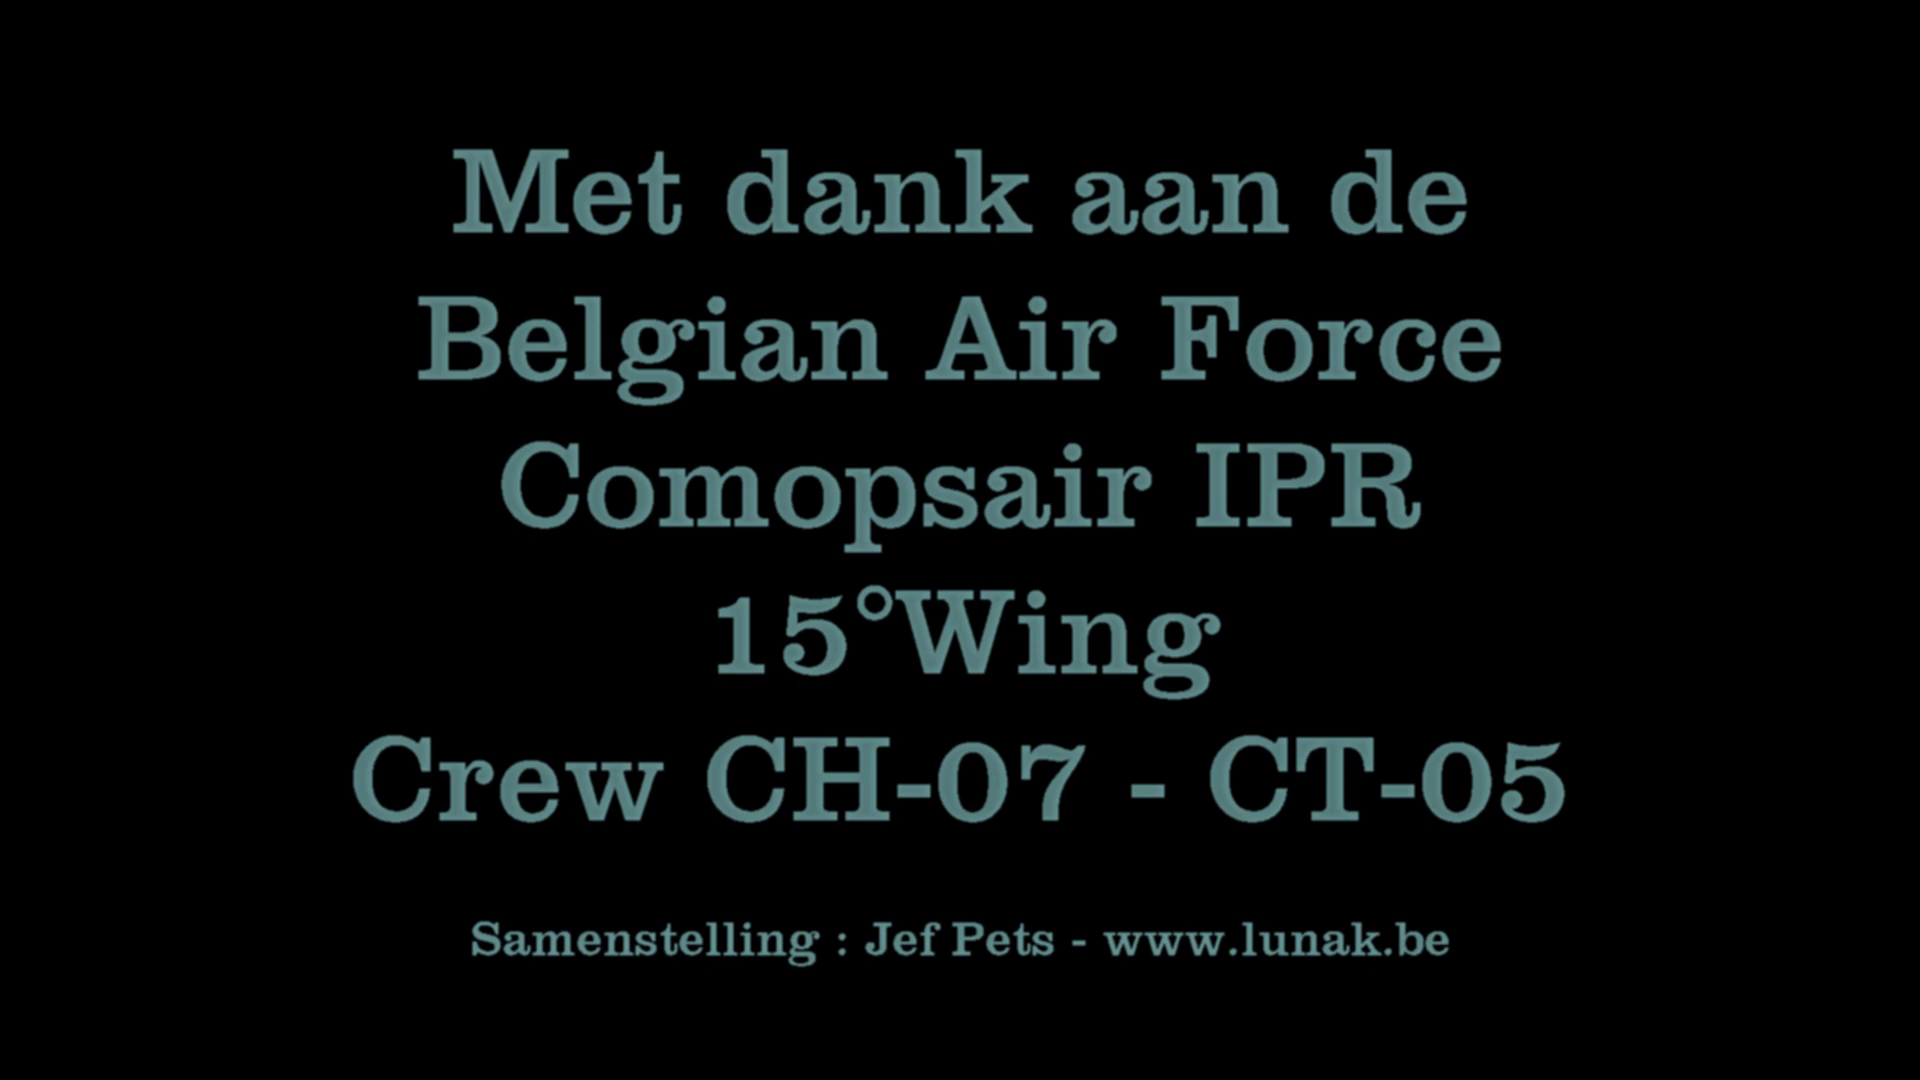 Met dank aan de
Belgian Air Force
Comopsair IPR
15°Wing
Crew CH-07 - CT-05
Samenstelling : Jef Pets - www.lunak.be